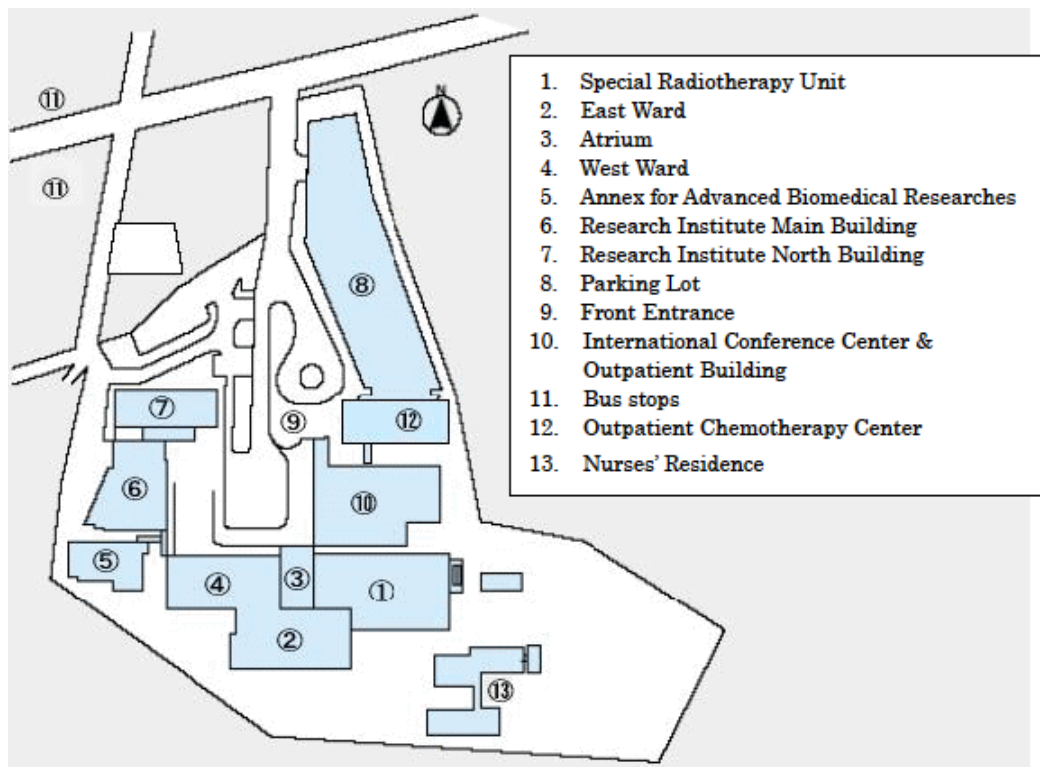 N
1. Special Radiotherapy Unit
2. East Ward
3. Atrium
4. West Ward
5. Annex for Advanced Biomedical Researches
6. Research Institute Main Building
7. Research Institute North Building
8. Parking Lot
9. Front Entrance
10. International Conference Center &
Outpatient Building
11. Bus stops
12. Outpatient Chemotherapy Center
13. Nurses’ Residence
⑪
⑪
⑧
⑦
⑨
⑫
⑥
⑩
⑤
④
③
①
②
⑬